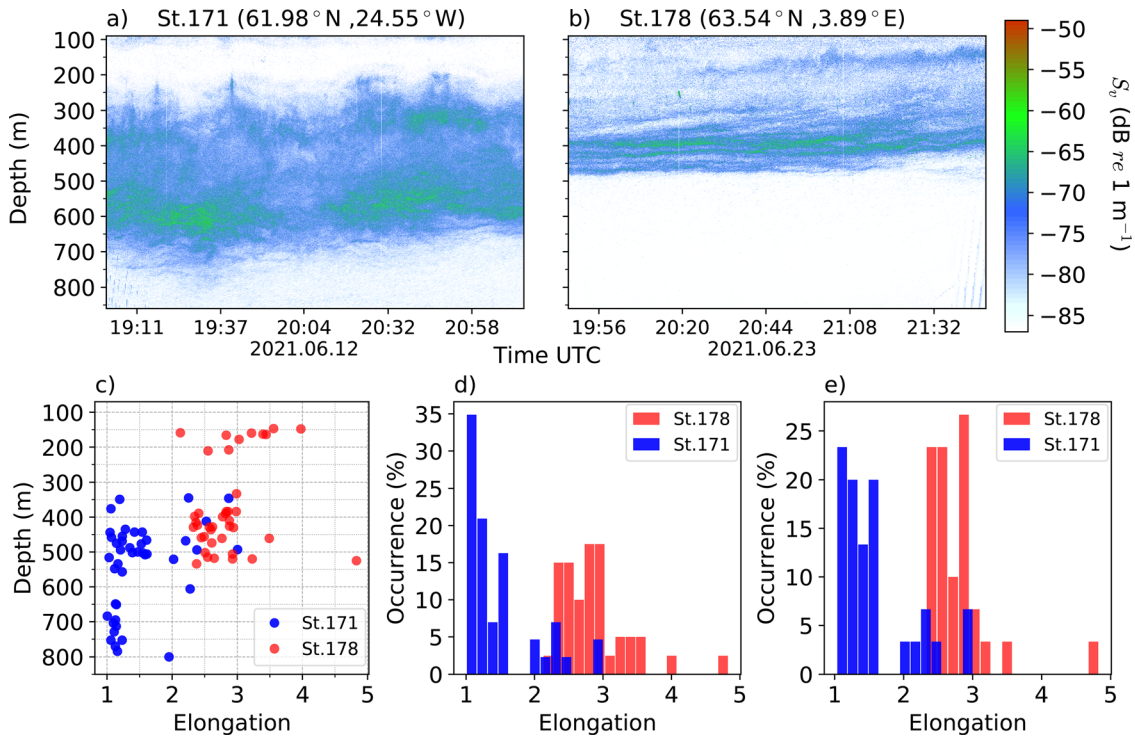 a) St.171 (61.98°N ,24.55°W)
b) St.178 (63.54°N ,3.89°E)
Depth (m)
100
200
300
400
500
600
700
800
19:11 19:37 20:04 20:32 20:58
2021.06.12
19:56 20:20 20:44 21:08 21:32
2021.06.23
Time UTC
−50
−55
−60
−65
−70
−75
−80
−85
Sv (dB re 1 m−1)
c)
Depth (m)
100
200
300
400
500
600
700
800
St.171
St.178
1 2 3 4 5
Elongation
d)
Occurrence (%)
35
30
25
20
15
10
5
0
St.178
St.171
1 2 3 4 5
Elongation
e)
Occurrence (%)
25
20
15
10
5
0
St.178
St.171
1 2 3 4 5
Elongation